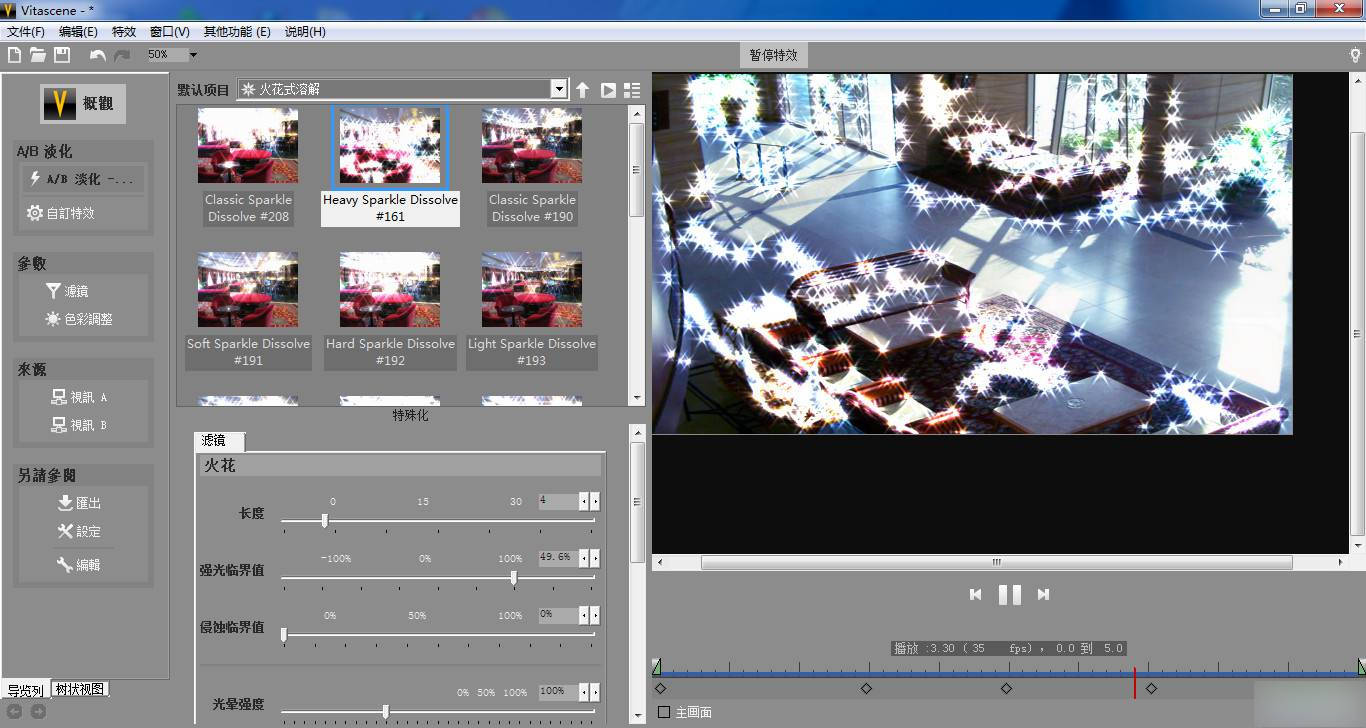 Vitascene - *
文件(F) 编辑(E) 特效 窗口(V) 其他功能 (E) 说明(H)
50%
暂停特效
V 概觀
A/B 淡化
A/B 淡化 -...
自訂特效
參數
濾鏡
色彩調整
來源
視訊 A
視訊 B
另請參閱
匯出
設定
編輯
导览列 树状视图
默认项目 火花式溶解
Classic Sparkle
Dissolve #208
Heavy Sparkle Dissolve
#161
Classic Sparkle
Dissolve #190
Soft Sparkle Dissolve
#191
Hard Sparkle Dissolve
#192
Light Sparkle Dissolve
#193
特殊化
滤镜
火花
0 15 30 4
长度
-100% 0% 100% 49.6%
强光临界值
0% 50% 100% 0%
侵蚀临界值
0% 50% 100% 100%
光晕强度
播放 :3.30 ( 35 fps) , 0.0 到 5.0
主画面